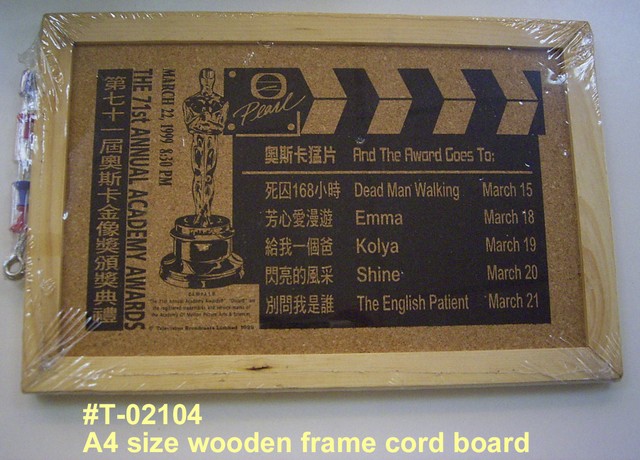 第七十一屆奧斯卡金像獎頒獎典禮
THE 71ST ANNUAL ACADEMY AWARDS
MARCH 22, 1999 8:30 PM
Pearl
奧斯卡猛片 And The Award Goes To:
死囚168小時 Dead Man Walking March 15
芳心愛漫遊 Emma March 18
給我一個爸 Kolya March 19
閃亮的風采 Shine March 20
別問我是誰 The English Patient March 21
© Television Broadcasts Limited 1999
#T-02104
A4 size wooden frame cord board